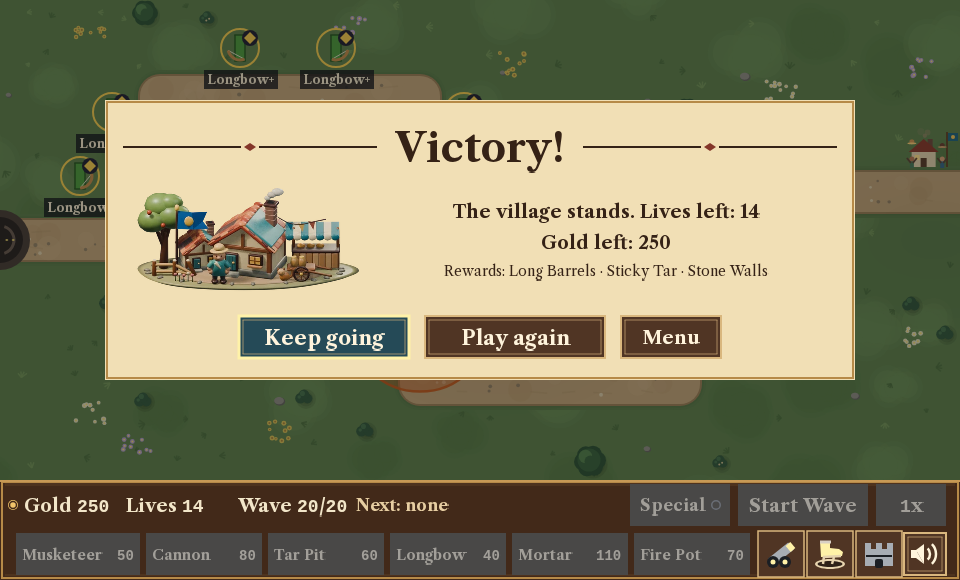 Longbow+ Longbow+
Lon
Longbow
Victory!
The village stands. Lives left: 14
Gold left: 250
Rewards: Long Barrels · Sticky Tar · Stone Walls
Keep going Play again Menu
Gold 250 Lives 14 Wave 20/20 Next: none Special Start Wave 1x
Musketeer 50 Cannon 80 Tar Pit 60 Longbow 40 Mortar 110 Fire Pot 70